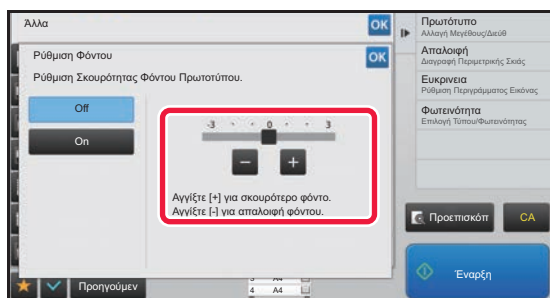 Άλλα
OK
Ρύθμιση Φόντου
OK
Ρύθμιση Σκουρότητας Φόντου Πρωτοτύπου.
Off
On
-3 0 3
Αγγίξτε [+] για σκουρότερο φόντο.
Αγγίξτε [-] για απαλοιφή φόντου.
Πρωτότυπο
Αλλαγή Μεγέθους/Διεύθ
Απαλοιφή
Διαγραφή Περιμετρικής Σκιάς
Ευκρινεια
Ρύθμιση Περιγράμματος Εικόνας
Φωτεινότητα
Επιλογή Τύπου/Φωτεινότητας
Προεπισκόπ
CA
Έναρξη
Προηγούμεν
A4
4 A4